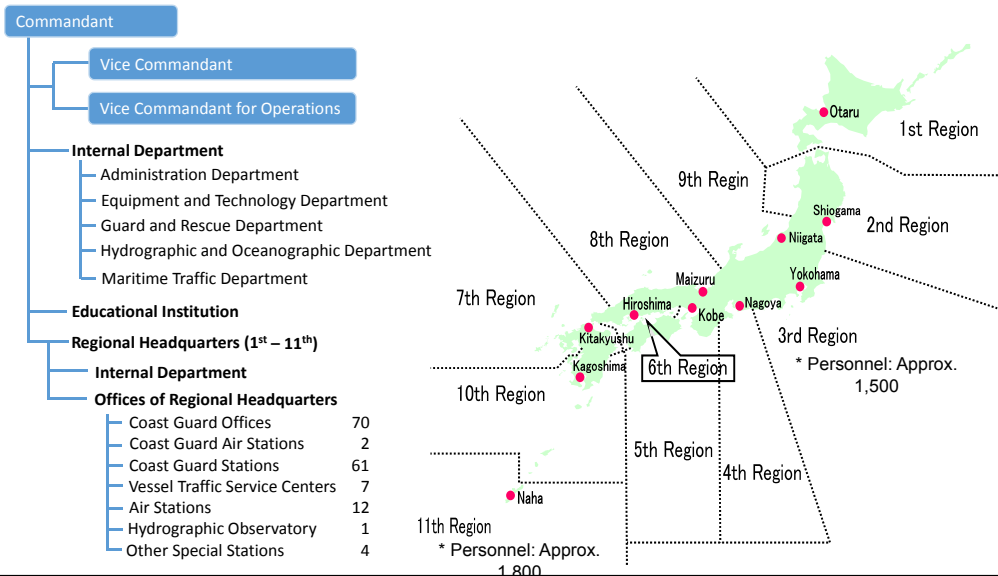 Commandant
Vice Commandant
Vice Commandant for Operations
Internal Department
Administration Department
Equipment and Technology Department
Guard and Rescue Department
Hydrographic and Oceanographic Department
Maritime Traffic Department
Educational Institution
Regional Headquarters (1st – 11th)
Internal Department
Offices of Regional Headquarters
Coast Guard Offices 70
Coast Guard Air Stations 2
Coast Guard Stations 61
Vessel Traffic Service Centers 7
Air Stations 12
Hydrographic Observatory 1
Other Special Stations 4
Otaru
1st Region
9th Regin
Shiogama
2nd Region
Niigata
8th Region
Yokohama
Maizuru
7th Region
Hiroshima
Nagoya
Kobe
3rd Region
Kitakyushu
* Personnel: Approx.
1,500
Kagoshima
6th Region
10th Region
5th Region
4th Region
Naha
11th Region
* Personnel: Approx.
1,800